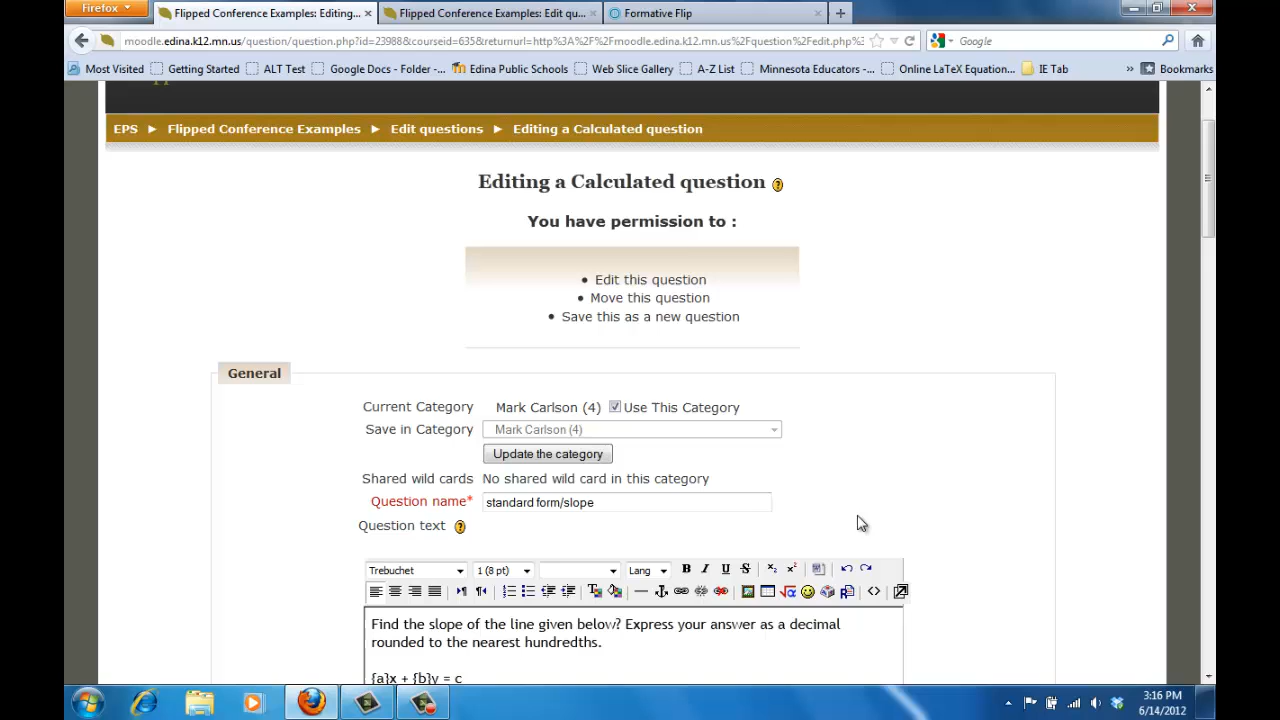 Firefox
Flipped Conference Examples: Editing...
Flipped Conference Examples: Edit qu...
Formative Flip
moodle.edina.k12.mn.us/question/question.php?id=23988&courseid=635&returnurl=http%3A%2F%2Fmoodle.edina.k12.mn.us%2Fquestion%2Fedit.php%3
Google
Most Visited Getting Started ALT Test Google Docs - Folder -... Edina Public Schools Web Slice Gallery A-Z List Minnesota Educators -... Online LaTeX Equation... IE Tab » Bookmarks
EPS ► Flipped Conference Examples ► Edit questions ► Editing a Calculated question
Editing a Calculated question
You have permission to :
• Edit this question
• Move this question
• Save this as a new question
General
Current Category Mark Carlson (4) Use This Category
Save in Category Mark Carlson (4)
Update the category
Shared wild cards No shared wild card in this category
Question name* standard form/slope
Question text
Trebuchet 1 (8 pt) Lang B I U S
Find the slope of the line given below? Express your answer as a decimal
rounded to the nearest hundredths.
{a}x + {b}y = c
3:16 PM
6/14/2012